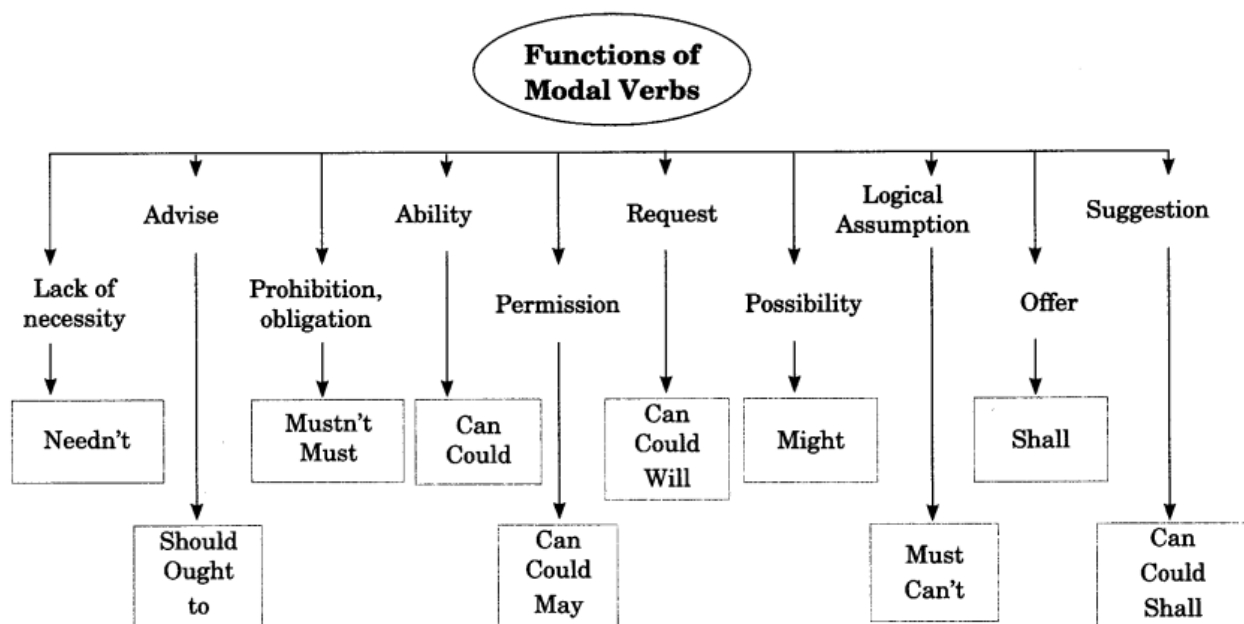 Functions of
Modal Verbs
Lack of
necessity
Needn't
Advise
Should
Ought
to
Prohibition,
obligation
Mustn't
Must
Ability
Can
Could
Permission
Can
Could
May
Request
Can
Could
Will
Possibility
Might
Logical
Assumption
Must
Can't
Offer
Shall
Suggestion
Can
Could
Shall